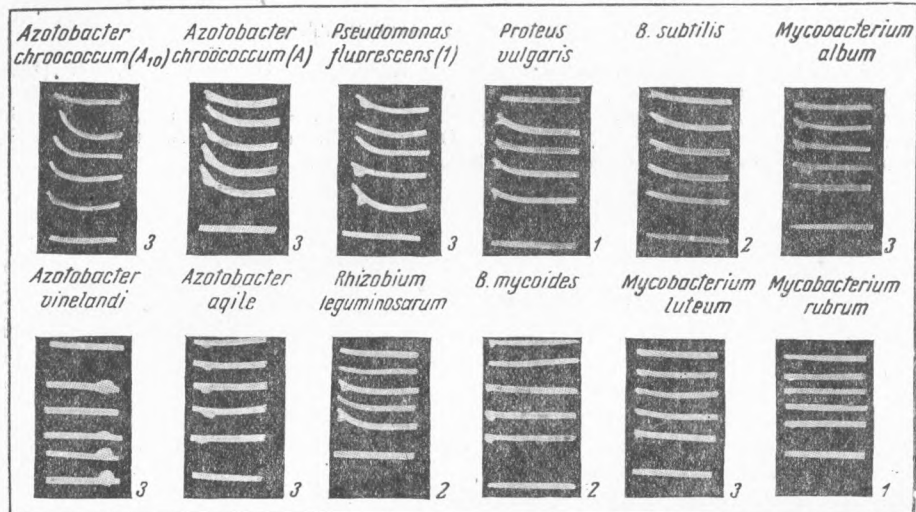 Azotobacter chroococcum (A₁₀)
Azotobacter chroococcum (A)
Pseudomonas fluorescens (1)
Proteus vulgaris
B. subtilis
Mycobacterium album
3 3 3 1 2 3
Azotobacter vinelandi
Azotobacter agile
Rhizobium leguminosarum
B. mycoides
Mycobacterium luteum
Mycobacterium rubrum
3 3 2 2 3 1